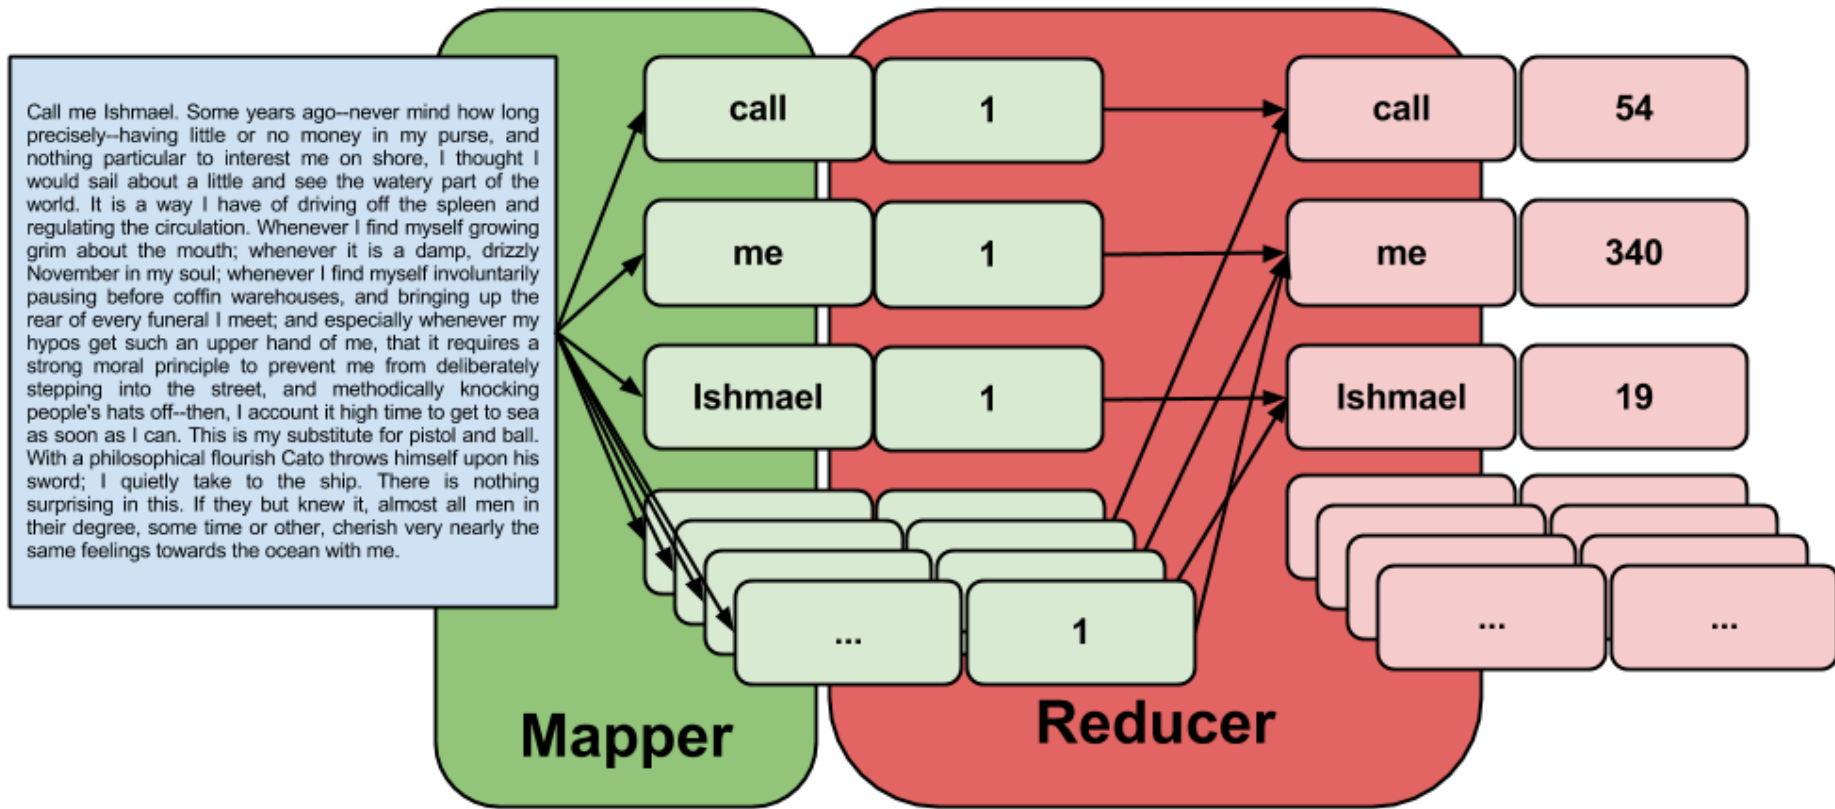 Call me Ishmael. Some years ago--never mind how long
precisely--having little or no money in my purse, and
nothing particular to interest me on shore, I thought I
would sail about a little and see the watery part of the
world. It is a way I have of driving off the spleen and
regulating the circulation. Whenever I find myself growing
grim about the mouth; whenever it is a damp, drizzly
November in my soul; whenever I find myself involuntarily
pausing before coffin warehouses, and bringing up the
rear of every funeral I meet; and especially whenever my
hypos get such an upper hand of me, that it requires a
strong moral principle to prevent me from deliberately
stepping into the street, and methodically knocking
people's hats off--then, I account it high time to get to sea
as soon as I can. This is my substitute for pistol and ball.
With a philosophical flourish Cato throws himself upon his
sword; I quietly take to the ship. There is nothing
surprising in this. If they but knew it, almost all men in
their degree, some time or other, cherish very nearly the
same feelings towards the ocean with me.
call 1 call 54
me 1 me 340
Ishmael 1 Ishmael 19
... 1 ... ...
Mapper Reducer